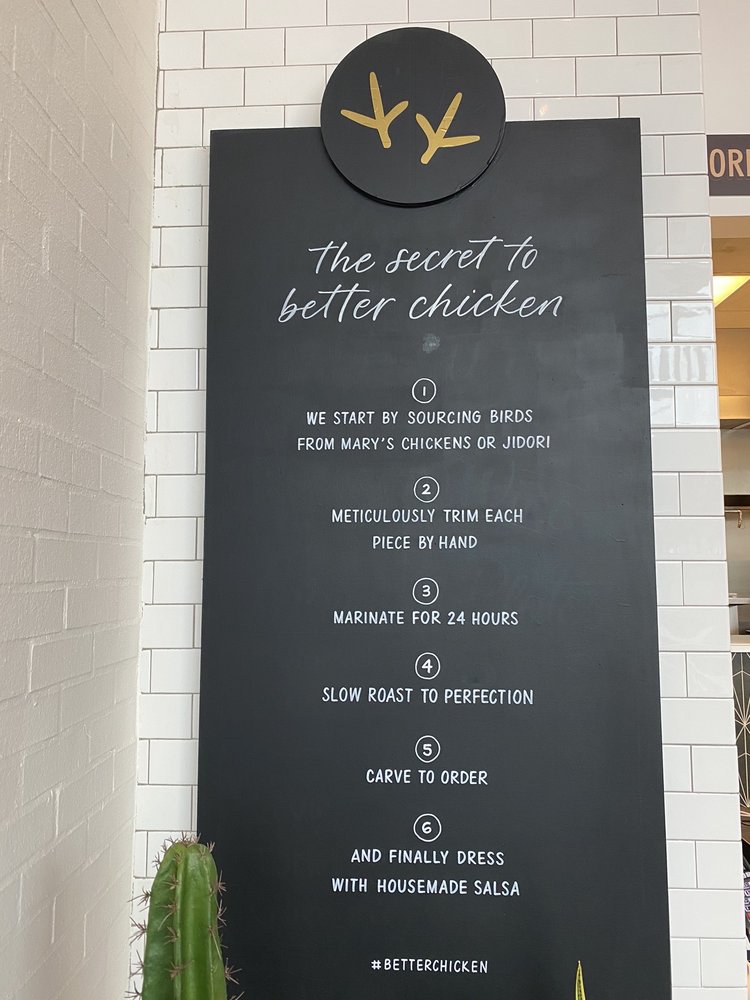 the secret to
better chicken
1
WE START BY SOURCING BIRDS
FROM MARY'S CHICKENS OR JIDORI
2
METICULOUSLY TRIM EACH
PIECE BY HAND
3
MARINATE FOR 24 HOURS
4
SLOW ROAST TO PERFECTION
5
CARVE TO ORDER
6
AND FINALLY DRESS
WITH HOUSEMADE SALSA
#BETTERCHICKEN